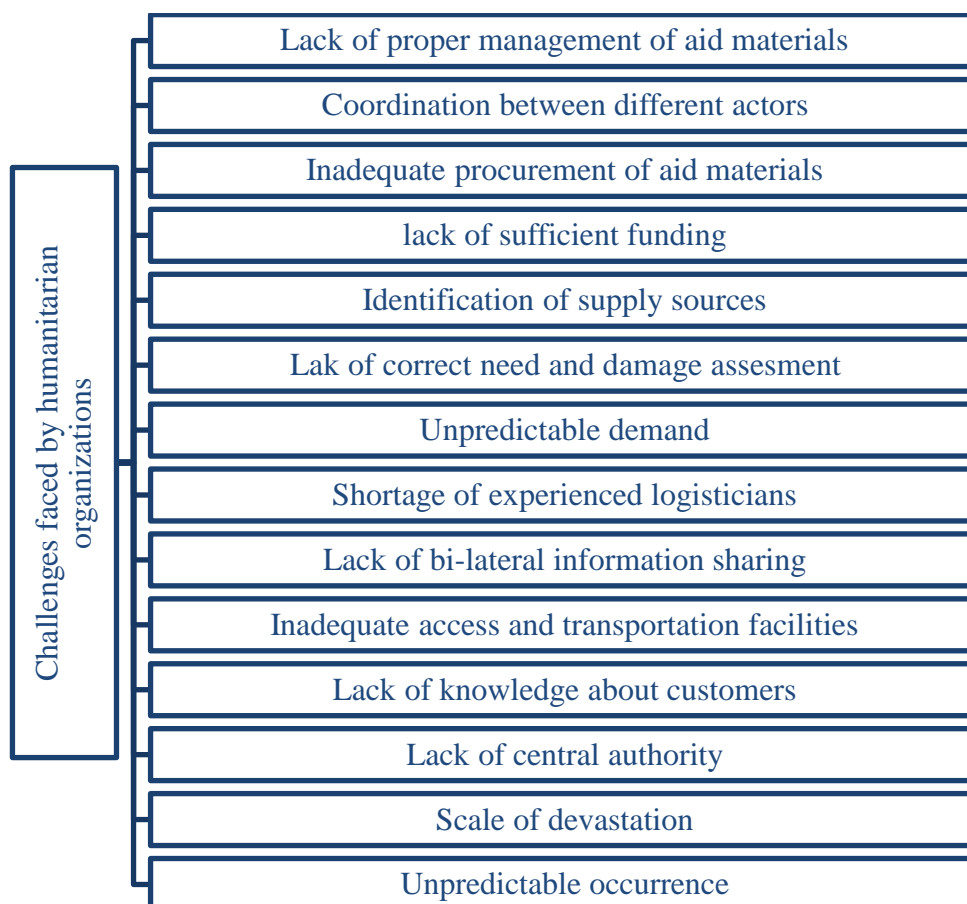 Challenges faced by humanitarian
organizations
Lack of proper management of aid materials
Coordination between different actors
Inadequate procurement of aid materials
lack of sufficient funding
Identification of supply sources
Lak of correct need and damage assesment
Unpredictable demand
Shortage of experienced logisticians
Lack of bi-lateral information sharing
Inadequate access and transportation facilities
Lack of knowledge about customers
Lack of central authority
Scale of devastation
Unpredictable occurrence